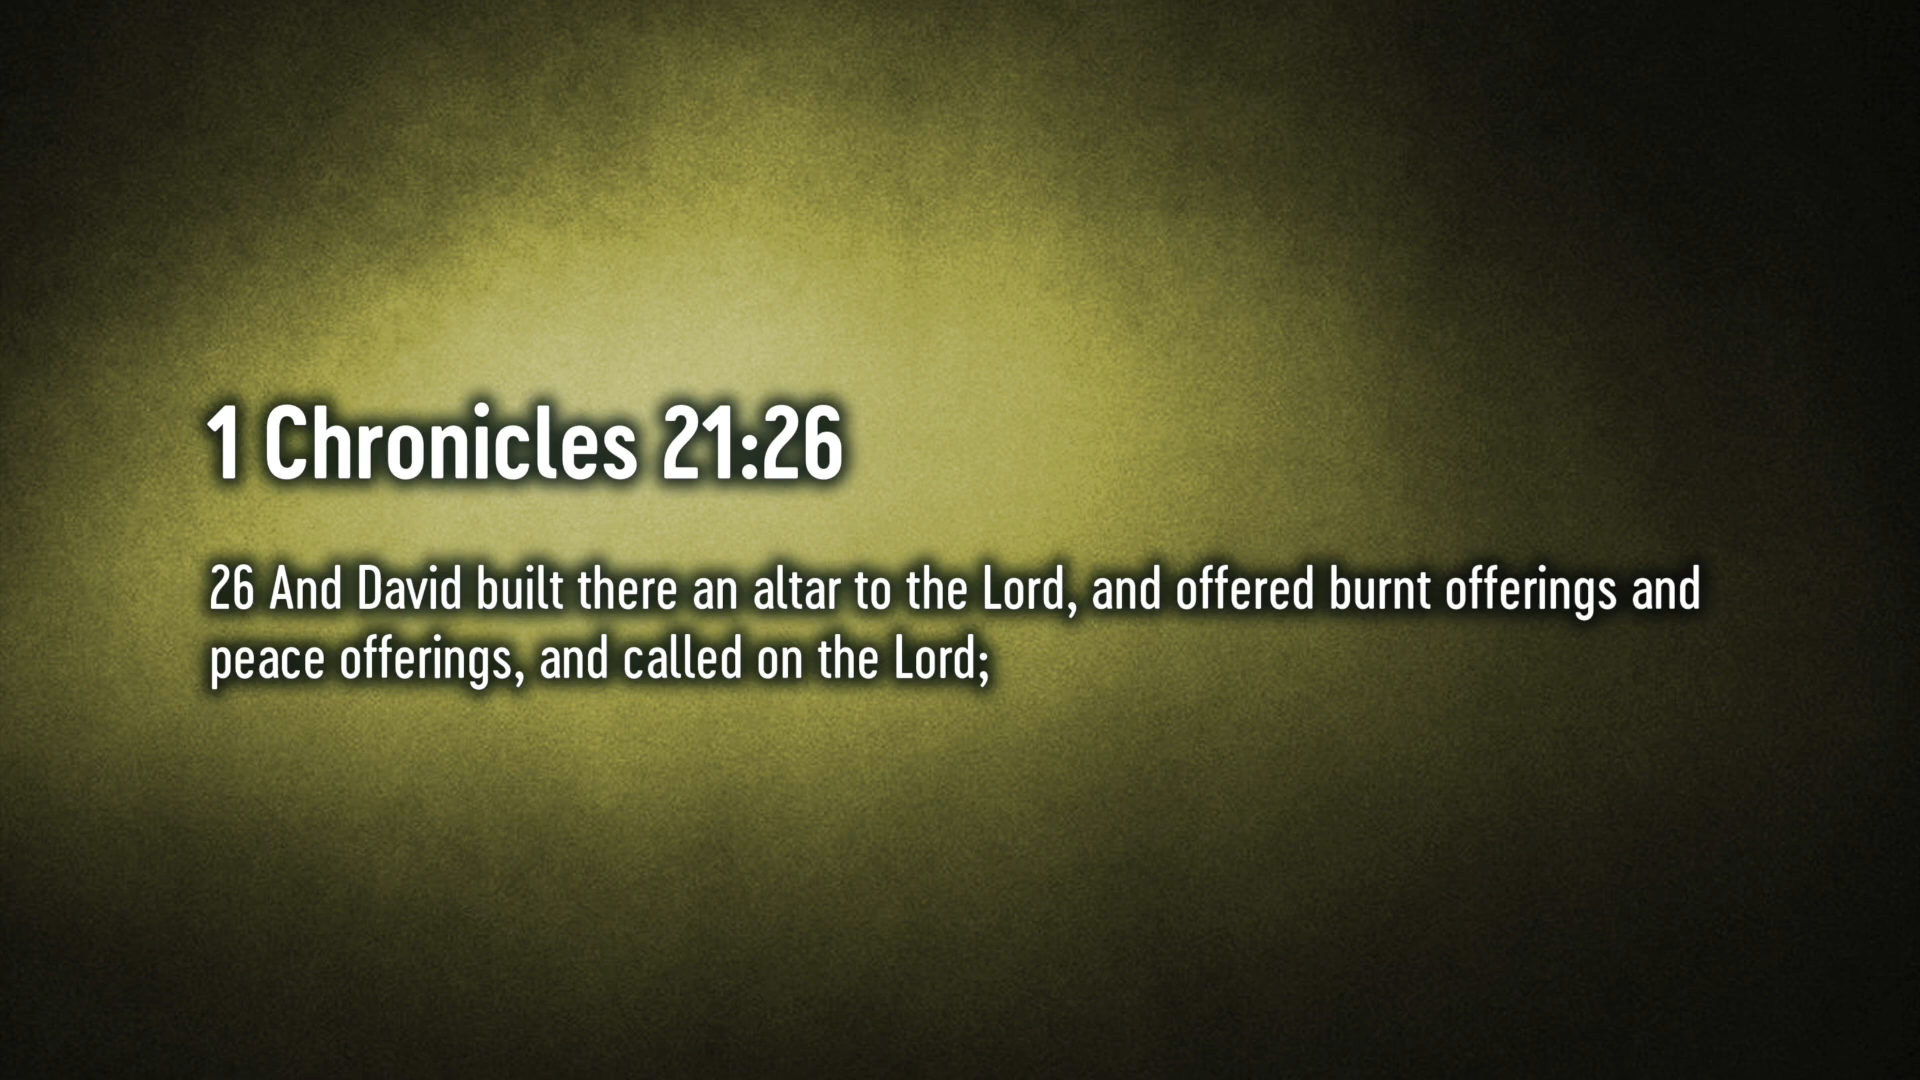 1 Chronicles 21:26
26 And David built there an altar to the Lord, and offered burnt offerings and
peace offerings, and called on the Lord;